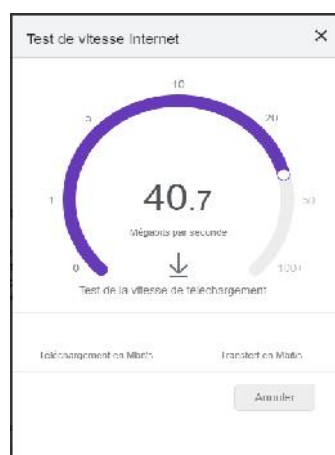 Test de vitesse Internet
10
5
20
1
50
40.7
Mégabits par seconde
0
100+
Test de la vitesse de téléchargement
Téléchargement en Mbit/s
Transfert en Mbit/s
Annuler